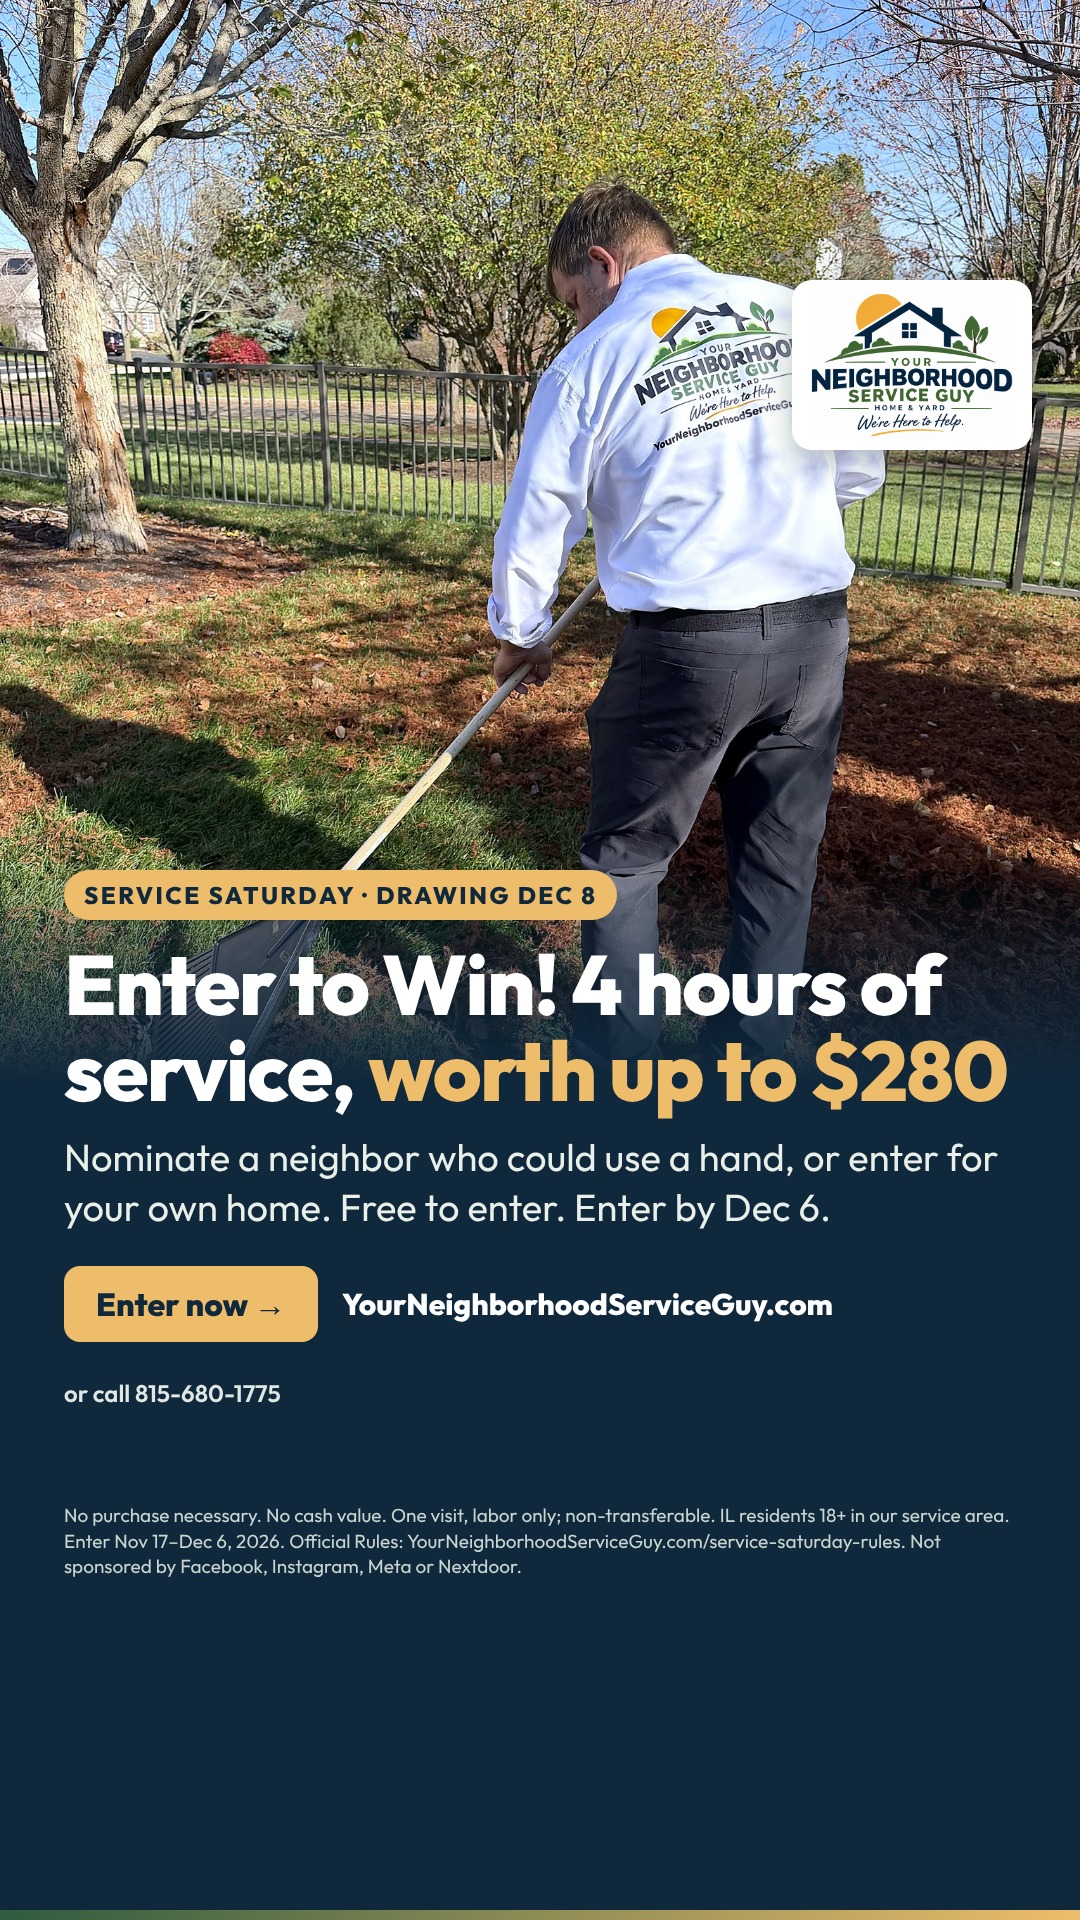 YOUR
NEIGHBORHOO
SERVICE GUY
HOME & YARD
We're Here to Help.
YourNeighborhoodServiceGu
YOUR
NEIGHBORHOOD
SERVICE GUY
HOME & YARD
We're Here to Help.
SERVICE SATURDAY · DRAWING DEC 8
Enter to Win! 4 hours of
service, worth up to $280
Nominate a neighbor who could use a hand, or enter for
your own home. Free to enter. Enter by Dec 6.
Enter now → YourNeighborhoodServiceGuy.com
or call 815-680-1775
No purchase necessary. No cash value. One visit, labor only; non-transferable. IL residents 18+ in our service area.
Enter Nov 17–Dec 6, 2026. Official Rules: YourNeighborhoodServiceGuy.com/service-saturday-rules. Not
sponsored by Facebook, Instagram, Meta or Nextdoor.